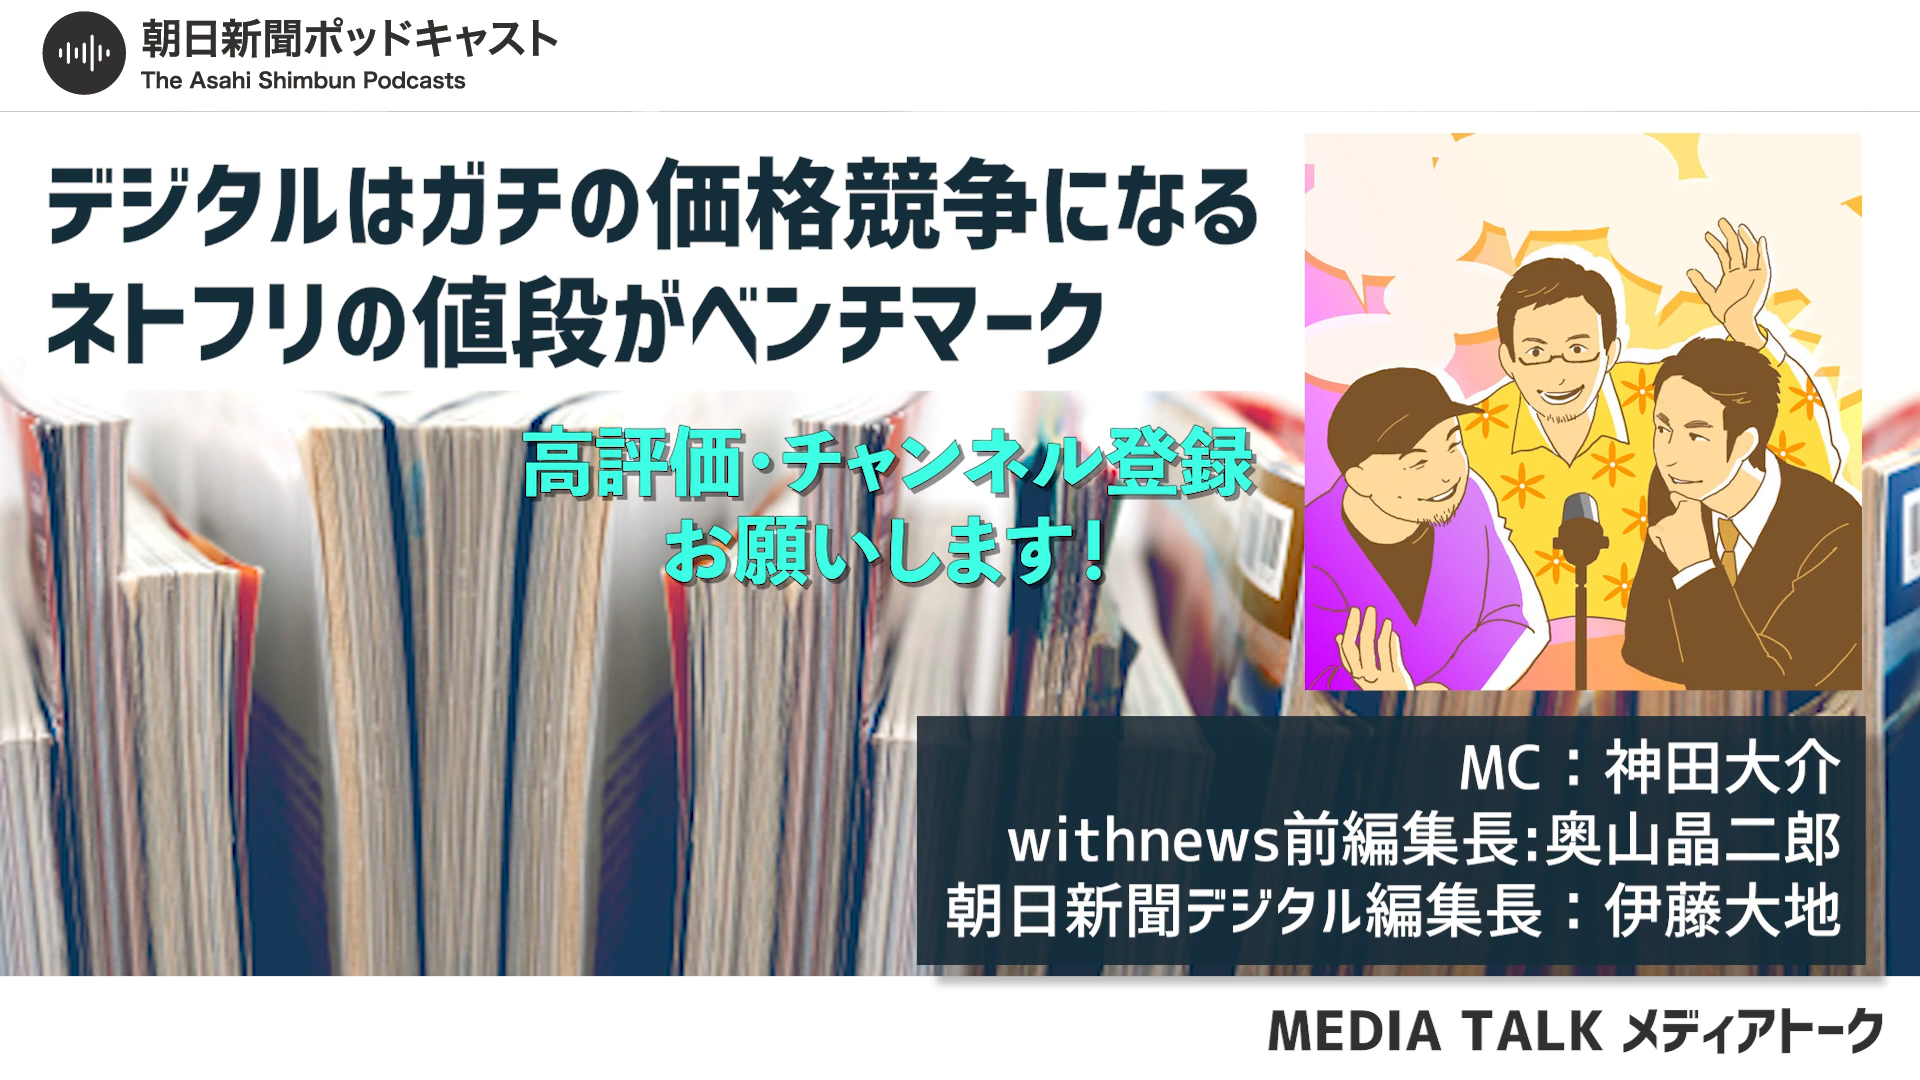 朝日新聞ポッドキャスト
The Asahi Shimbun Podcasts
デジタルはガチの価格競争になる
ネトフリの値段がベンチマーク
高評価・チャンネル登録
お願いします!
MC：神田大介
withnews前編集長:奥山晶二郎
朝日新聞デジタル編集長：伊藤大地
MEDIA TALK メディアトーク